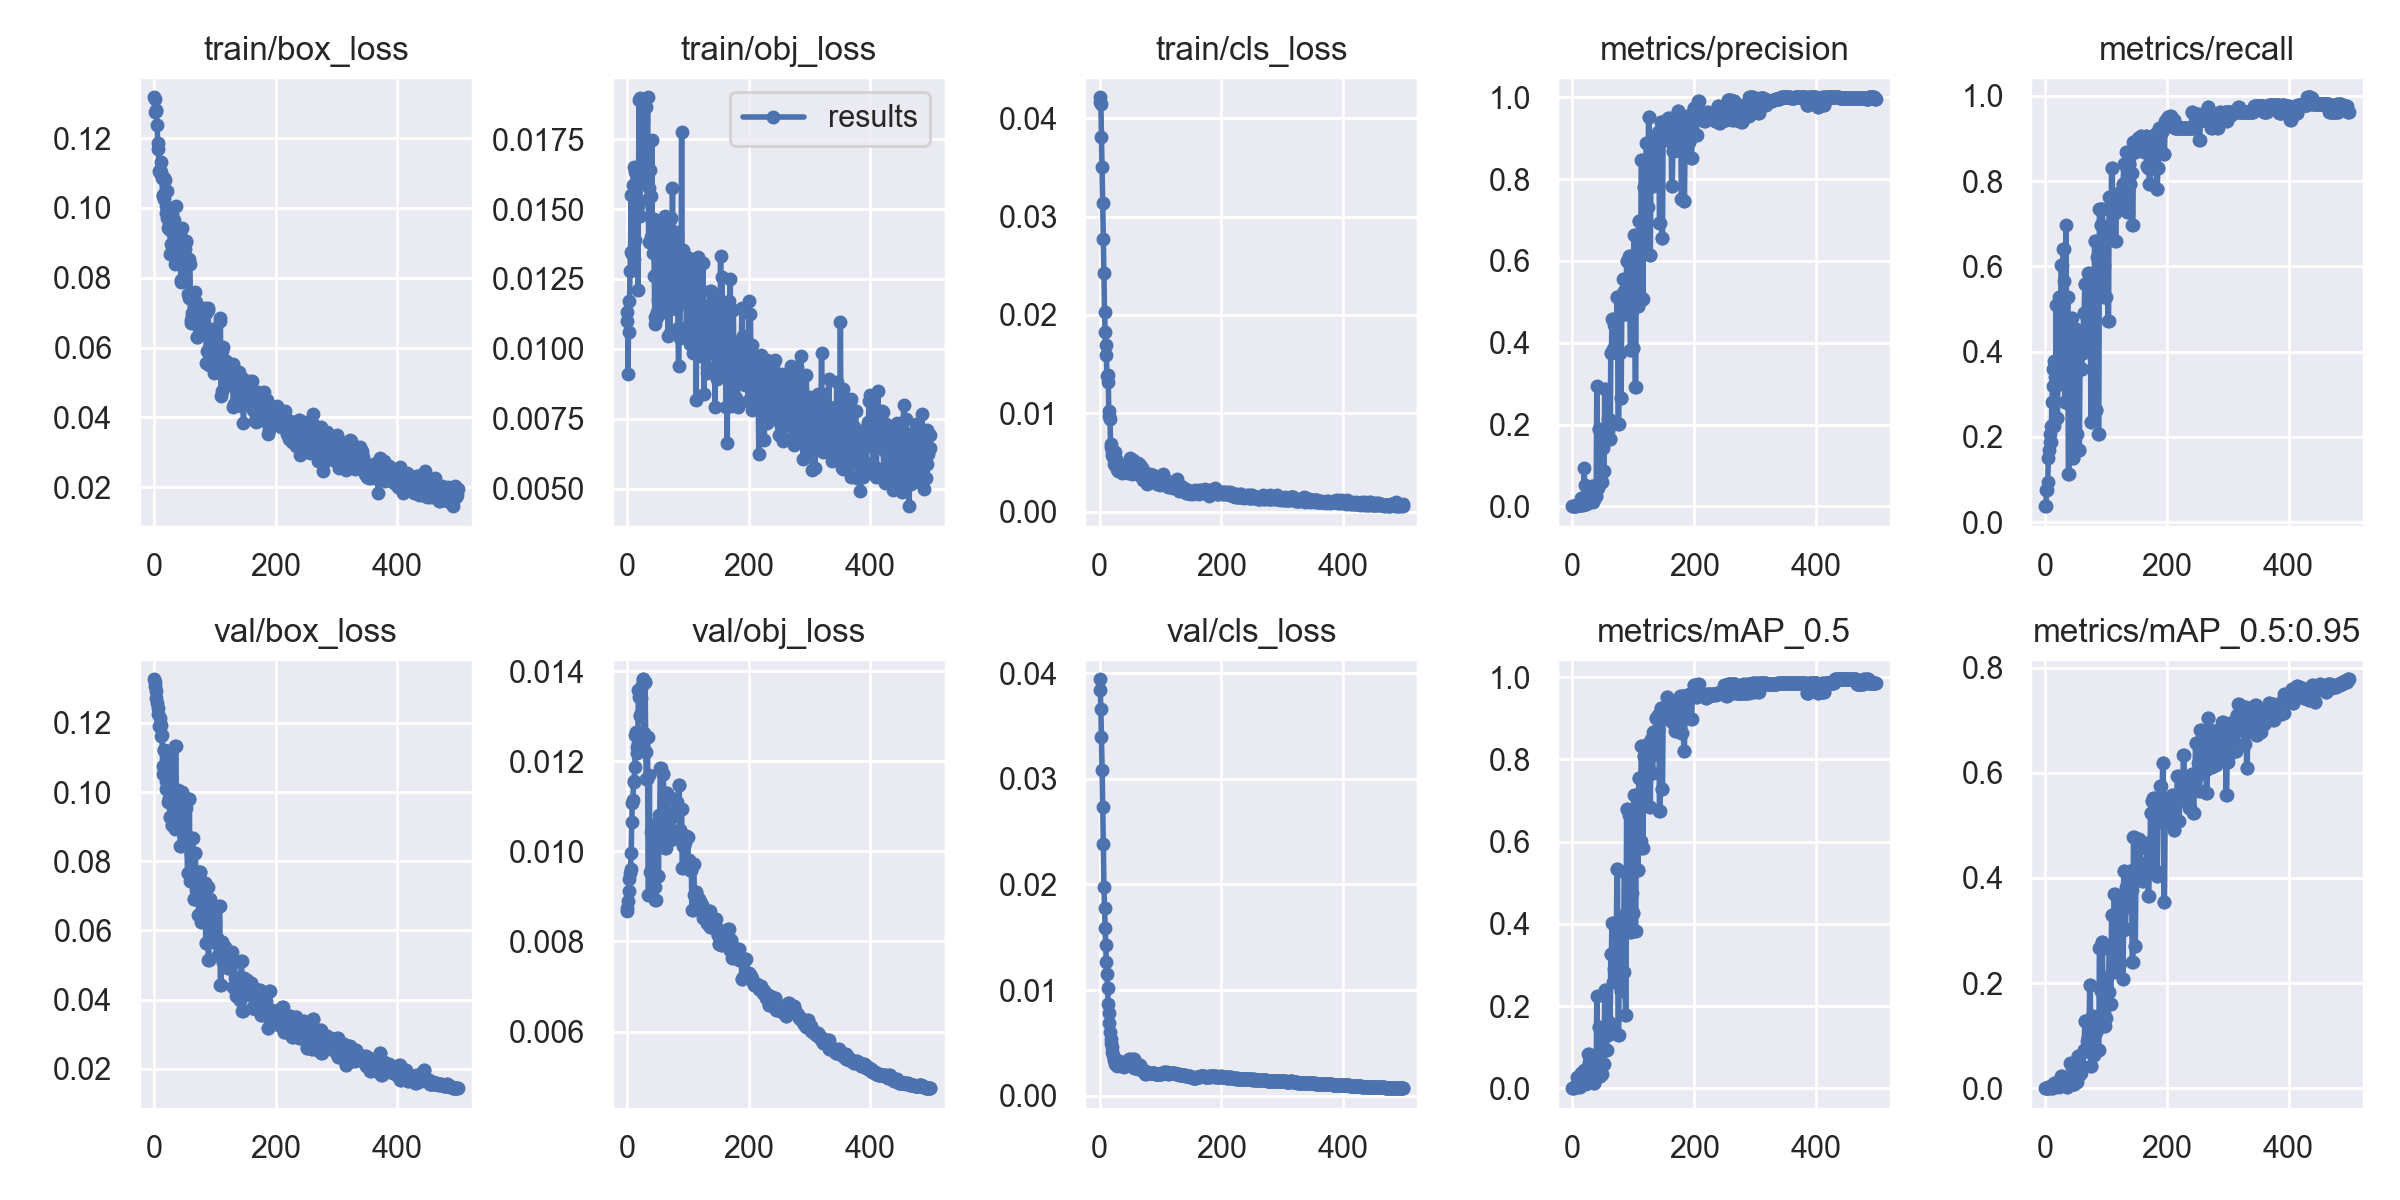 train/box_loss
0.12
0.10
0.08
0.06
0.04
0.02
0 200 400
train/obj_loss
results
0.0175
0.0150
0.0125
0.0100
0.0075
0.0050
0 200 400
train/cls_loss
0.04
0.03
0.02
0.01
0.00
0 200 400
metrics/precision
1.0
0.8
0.6
0.4
0.2
0.0
0 200 400
metrics/recall
1.0
0.8
0.6
0.4
0.2
0.0
0 200 400
val/box_loss
0.12
0.10
0.08
0.06
0.04
0.02
0 200 400
val/obj_loss
0.014
0.012
0.010
0.008
0.006
0 200 400
val/cls_loss
0.04
0.03
0.02
0.01
0.00
0 200 400
metrics/mAP_0.5
1.0
0.8
0.6
0.4
0.2
0.0
0 200 400
metrics/mAP_0.5:0.95
0.8
0.6
0.4
0.2
0.0
0 200 400